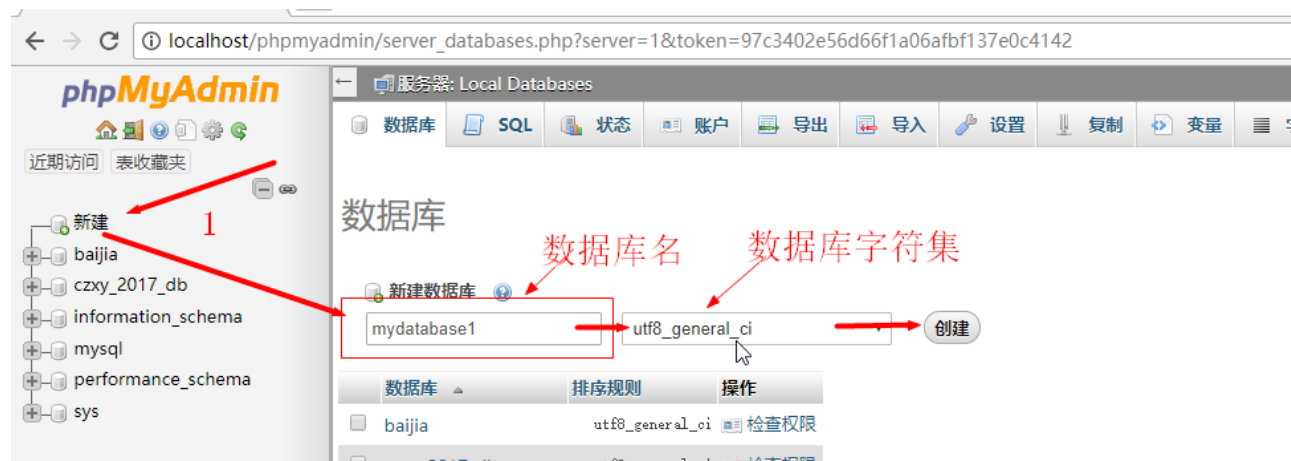 localhost/phpmyadmin/server_databases.php?server=1&token=97c3402e56d66f1a06afbf137e0c4142
phpMyAdmin
服务器: Local Databases
数据库 SQL 状态 账户 导出 导入 设置 复制 变量
近期访问 表收藏夹
新建
1
baijia
czxy_2017_db
information_schema
mysql
performance_schema
sys
数据库
数据库名 数据库字符集
新建数据库
mydatabase1 utf8_general_ci 创建
数据库 排序规则 操作
baijia utf8_general_ci 检查权限